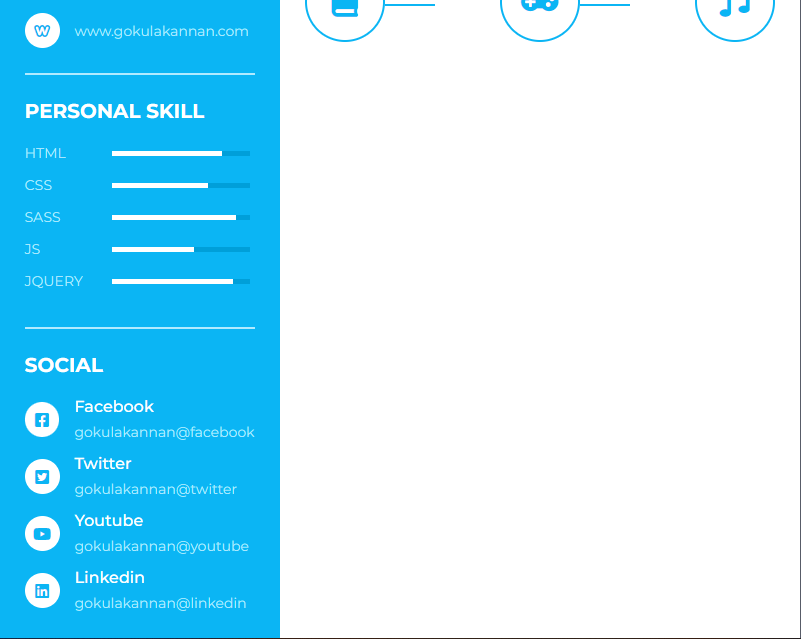 www.gokulakannan.com
PERSONAL SKILL
HTML
CSS
SASS
JS
JQUERY
SOCIAL
Facebook
gokulakannan@facebook
Twitter
gokulakannan@twitter
Youtube
gokulakannan@youtube
Linkedin
gokulakannan@linkedin